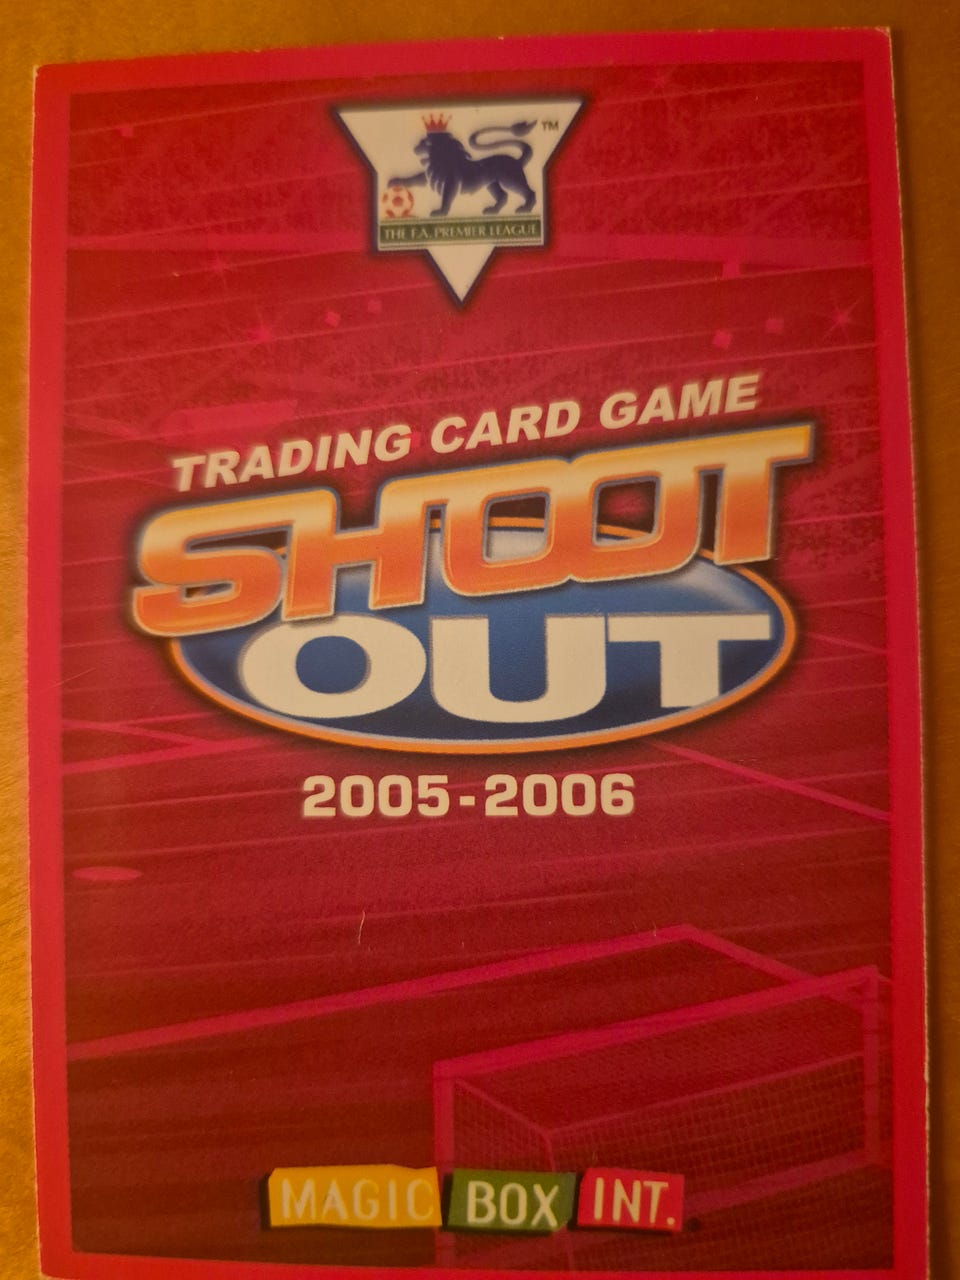 TM
THE F.A. PREMIER LEAGUE
TRADING CARD GAME
SHOOT
OUT
2005-2006
MAGIC BOX INT.